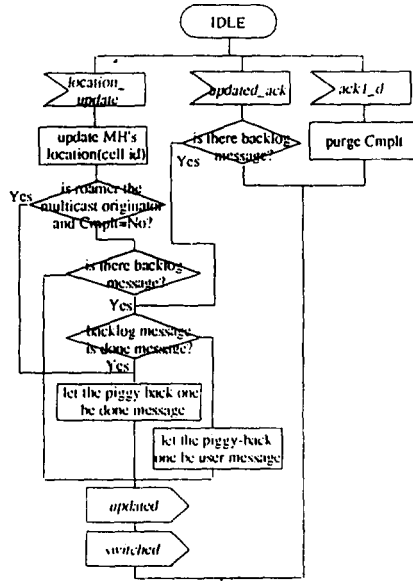 IDLE
location_
update
updated_ack
ack1_d
update MH's
location(cell id)
is there backlog
message?
purge Cmplt
Yes
Yes
is roamer the
multicast originator
and Cmplt=No?
is there backlog
message?
Yes
backlog message
is done message?
Yes
let the piggy back one
be done message
let the piggy-back
one be user message
updated
switched